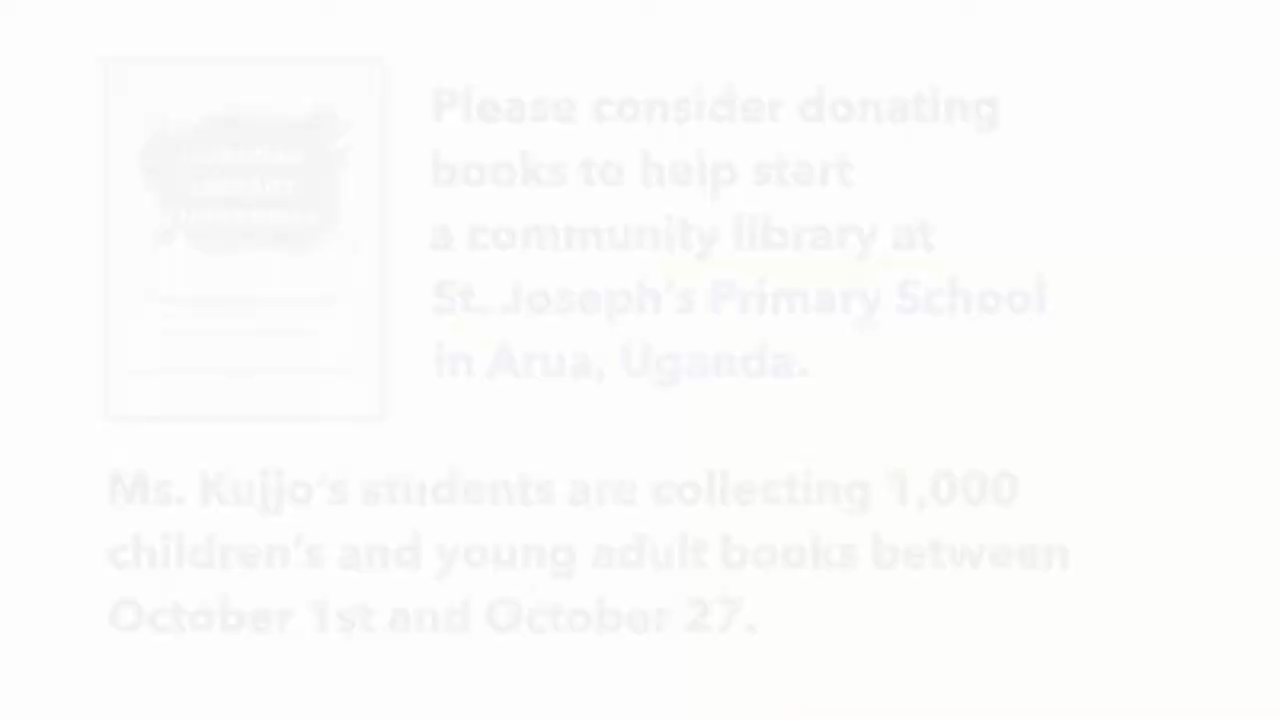 Please consider donating
books to help start
a community library at
St. Joseph's Primary School
in Arua, Uganda.
Ms. Kujjo's students are collecting 1,000
children's and young adult books between
October 1st and October 27.